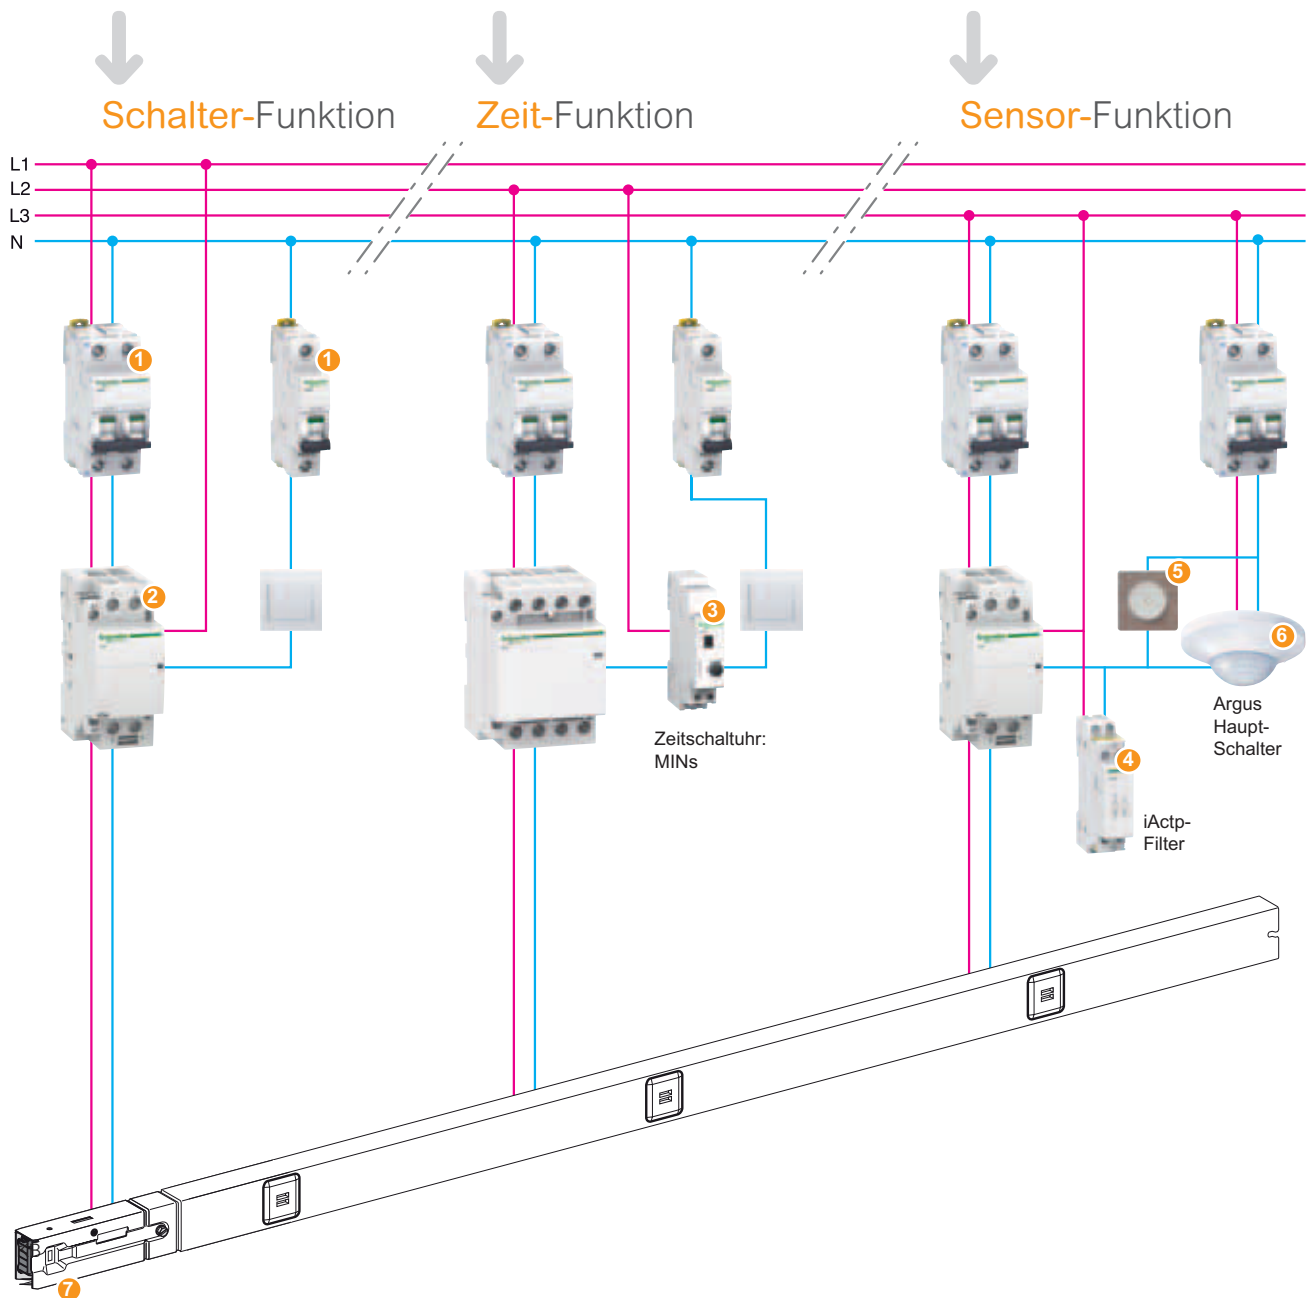 Schalter-Funktion
Zeit-Funktion
Sensor-Funktion
L1
L2
L3
N
1
1
2
3
5
6
Argus
Haupt-
Schalter
Zeitschaltuhr:
MINs
4
iActp-
Filter
7